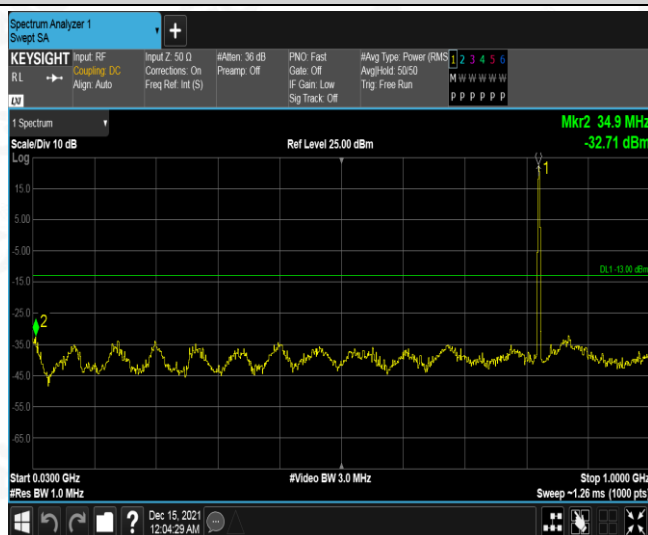 Spectrum Analyzer 1
Swept SA
+
KEYSIGHT
RL
Input: RF
Coupling: DC
Align: Auto
Input Z: 50 Ω
Corrections: On
Freq Ref: Int (S)
#Atten: 36 dB
Preamp: Off
PNO: Fast
Gate: Off
IF Gain: Low
Sig Track: Off
#Avg Type: Power (RMS
Avg|Hold: 50/50
Trig: Free Run
1 2 3 4 5 6
M W W W W W
P P P P P P
LXI
1 Spectrum
Scale/Div 10 dB
Ref Level 25.00 dBm
Mkr2 34.9 MHz
-32.71 dBm
Log
1
15.0
5.00
-5.00
DL1 -13.00 dBm
-15.0
-25.0
2
-35.0
-45.0
-55.0
-65.0
Start 0.0300 GHz
#Video BW 3.0 MHz
Stop 1.0000 GHz
#Res BW 1.0 MHz
Sweep ~1.26 ms (1000 pts)
?
Dec 15, 2021
12:04:29 AM